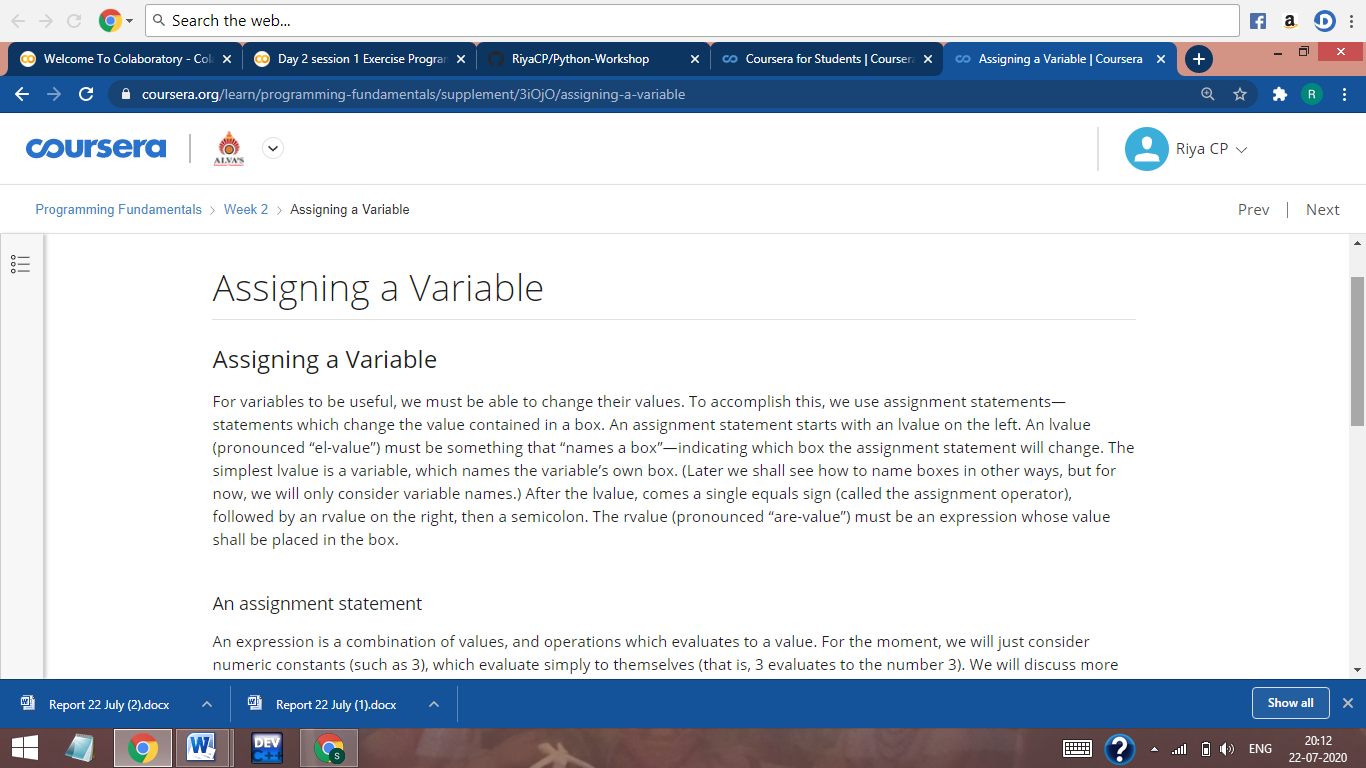 Search the web...
Welcome To Colaboratory - Col
Day 2 session 1 Exercise Progran
RiyaCP/Python-Workshop
Coursera for Students | Coursera
Assigning a Variable | Coursera
coursera.org/learn/programming-fundamentals/supplement/3iOjO/assigning-a-variable
R
coursera
ALVA'S
Riya CP
Programming Fundamentals > Week 2 > Assigning a Variable
Prev | Next
Assigning a Variable
Assigning a Variable
For variables to be useful, we must be able to change their values. To accomplish this, we use assignment statements—
statements which change the value contained in a box. An assignment statement starts with an lvalue on the left. An lvalue
(pronounced “el-value”) must be something that “names a box”—indicating which box the assignment statement will change. The
simplest lvalue is a variable, which names the variable’s own box. (Later we shall see how to name boxes in other ways, but for
now, we will only consider variable names.) After the lvalue, comes a single equals sign (called the assignment operator),
followed by an rvalue on the right, then a semicolon. The rvalue (pronounced “are-value”) must be an expression whose value
shall be placed in the box.
An assignment statement
An expression is a combination of values, and operations which evaluates to a value. For the moment, we will just consider
numeric constants (such as 3), which evaluate simply to themselves (that is, 3 evaluates to the number 3). We will discuss more
Report 22 July (2).docx
Report 22 July (1).docx
Show all
DEV
C++
S
ENG
20:12
22-07-2020